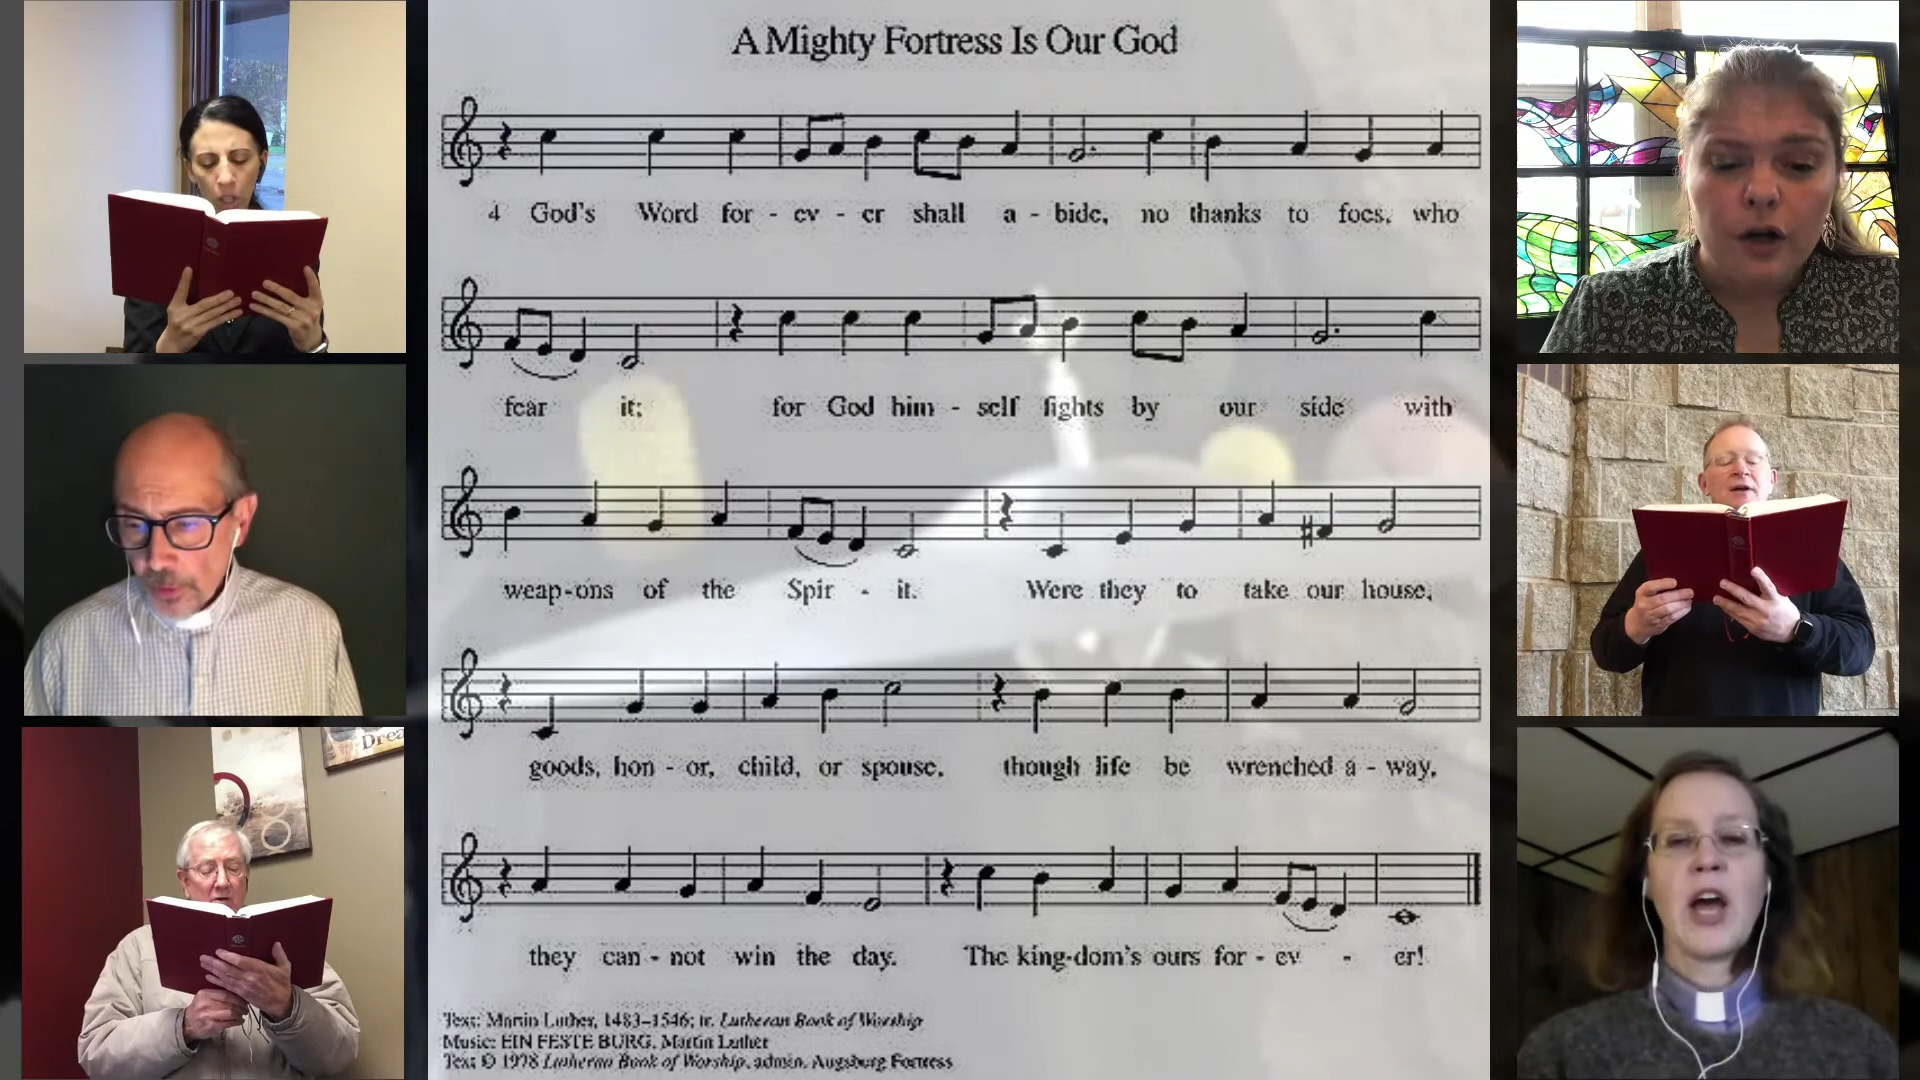 A Mighty Fortress Is Our God
4 God's Word for - ev - er shall a - bide, no thanks to foes, who
fear it; for God him - self fights by our side with
weap-ons of the Spir - it. Were they to take our house,
goods, hon - or, child, or spouse, though life be wrenched a - way,
they can - not win the day. The king-dom's ours for - ev - er!
Text: Martin Luther, 1483–1546; tr. Lutheran Book of Worship
Music: EIN FESTE BURG, Martin Luther
Text © 1978 Lutheran Book of Worship, admin. Augsburg Fortress
Drea